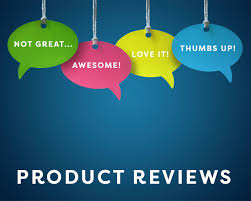 NOT GREAT...
AWESOME!
LOVE IT!
THUMBS UP!
PRODUCT REVIEWS